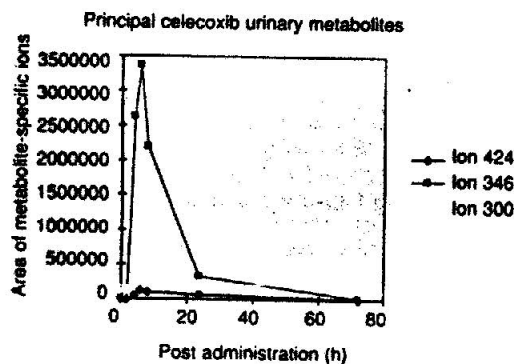 Principal celecoxib urinary metabolites
Area of metabolite-specific ions
3500000
3000000
2500000
2000000
1500000
1000000
500000
0
0
20
40
60
80
Post administration (h)
Ion 424
Ion 346
Ion 300